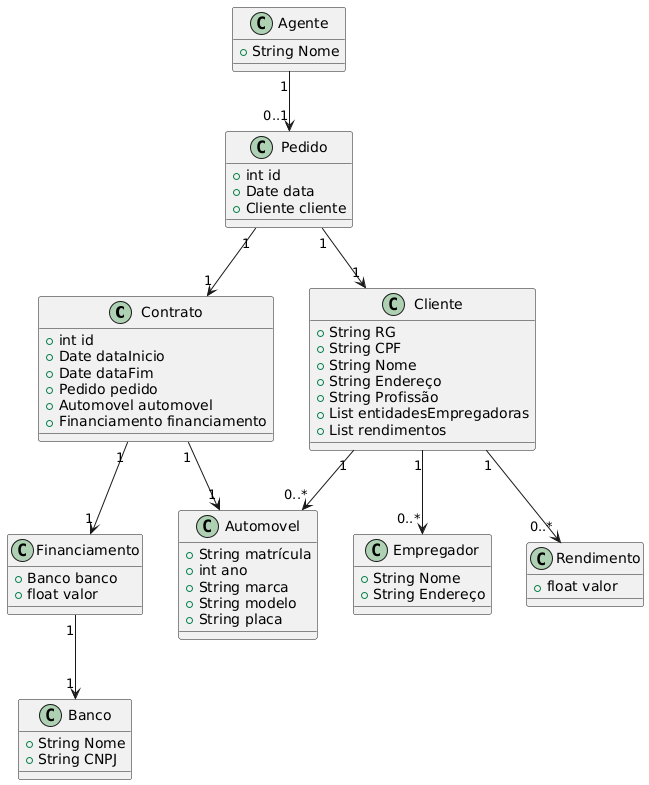 C Agente
String Nome
1
0..1
C Pedido
int id
Date data
Cliente cliente
1
1
1
1
C Contrato
int id
Date dataInicio
Date dataFim
Pedido pedido
Automovel automovel
Financiamento financiamento
C Cliente
String RG
String CPF
String Nome
String Endereço
String Profissão
List entidadesEmpregadoras
List rendimentos
1
1
1
1
1
1
1
0..*
0..*
0..*
C Financiamento
Banco banco
float valor
C Automovel
String matrícula
int ano
String marca
String modelo
String placa
C Empregador
String Nome
String Endereço
C Rendimento
float valor
1
1
C Banco
String Nome
String CNPJ